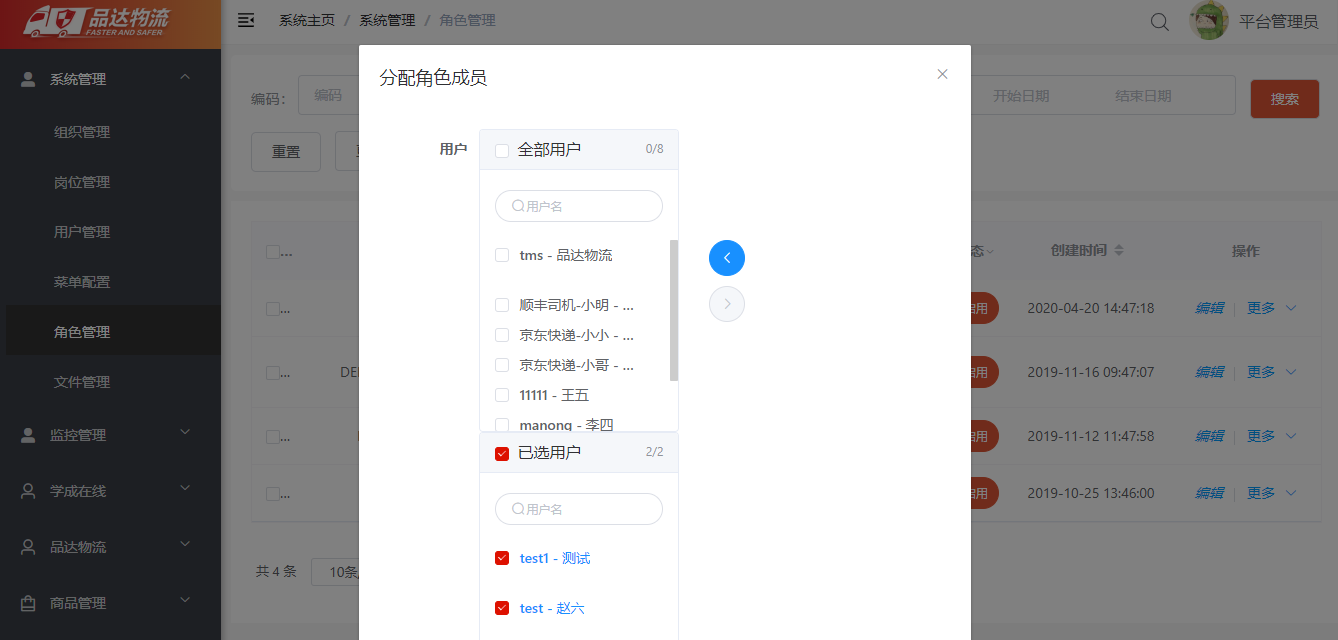 品达物流
FASTER AND SAFER
系统管理
组织管理
岗位管理
用户管理
菜单配置
角色管理
文件管理
监控管理
学成在线
品达物流
商品管理
系统主页 / 系统管理 / 角色管理
平台管理员
编码：
编码
开始日期 结束日期
搜索
重置
分配角色成员
用户
全部用户 0/8
用户名
tms - 品达物流
顺丰司机-小明 - ...
京东快递-小小 - ...
京东快递-小哥 - ...
11111 - 王五
manong - 李四
已选用户 2/2
用户名
test1 - 测试
test - 赵六
... 态 创建时间 操作
... 用 2020-04-20 14:47:18 编辑 更多
... 用 2019-11-16 09:47:07 编辑 更多
... 用 2019-11-12 11:47:58 编辑 更多
... 用 2019-10-25 13:46:00 编辑 更多
共 4 条 10条